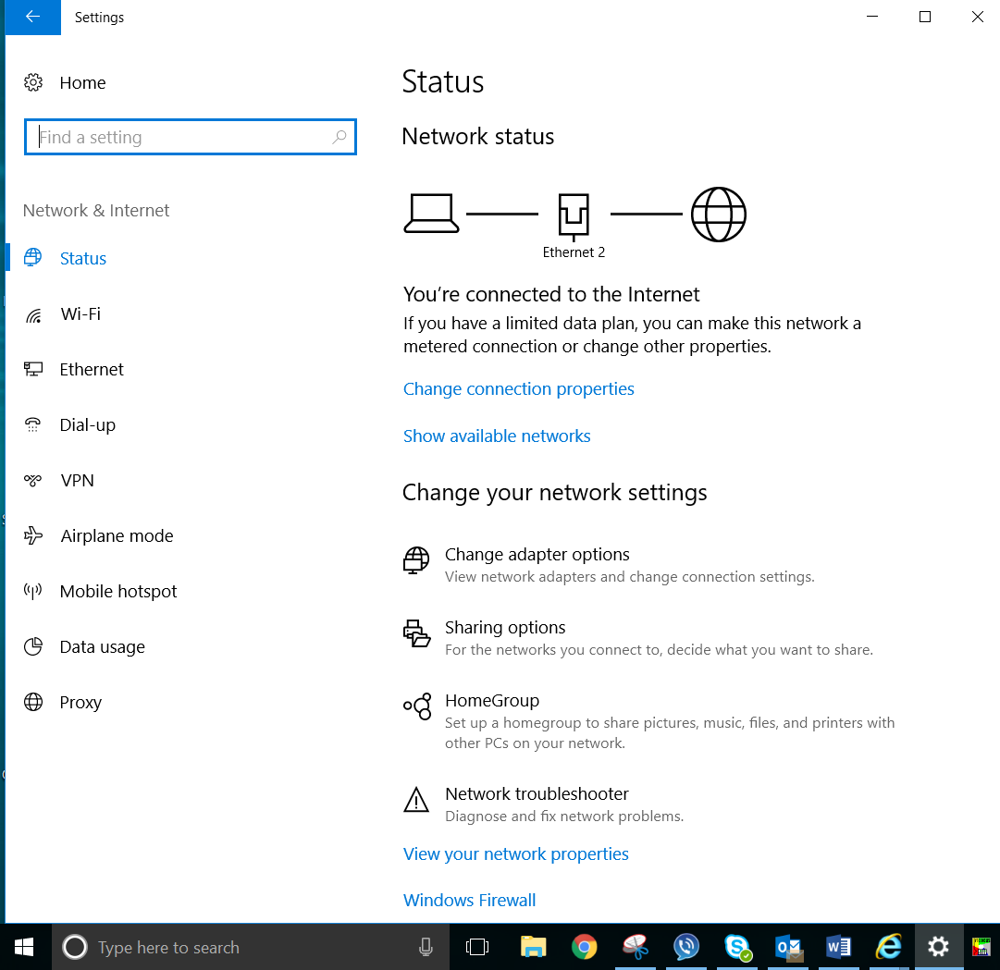 Settings
Home
Find a setting
Network & Internet
Status
Wi-Fi
Ethernet
Dial-up
VPN
Airplane mode
Mobile hotspot
Data usage
Proxy
Status
Network status
Ethernet 2
You’re connected to the Internet
If you have a limited data plan, you can make this network a
metered connection or change other properties.
Change connection properties
Show available networks
Change your network settings
Change adapter options
View network adapters and change connection settings.
Sharing options
For the networks you connect to, decide what you want to share.
HomeGroup
Set up a homegroup to share pictures, music, files, and printers with
other PCs on your network.
Network troubleshooter
Diagnose and fix network problems.
View your network properties
Windows Firewall
Type here to search